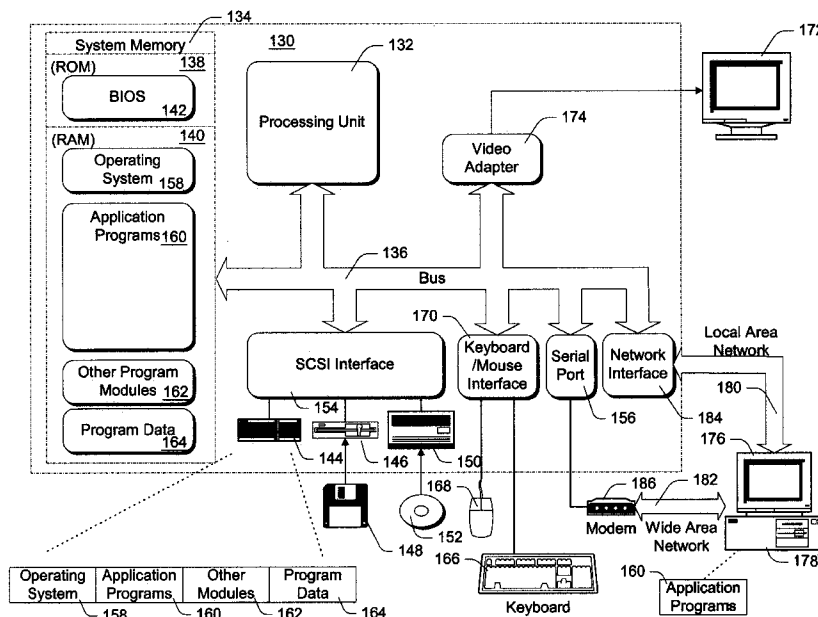 134
System Memory
130
(ROM) 138
BIOS
142
(RAM) 140
Operating
System
158
Application
Programs 160
Other Program
Modules 162
Program Data
164
132
Processing Unit
174
Video
Adapter
172
136
Bus
SCSI Interface
154
170
Keyboard
/Mouse
Interface
Serial
Port
156
Network
Interface
184
Local Area
Network
180
176
144
146
150
148
152
168
186
Modem
182
Wide Area
Network
178
166
Keyboard
160
Application
Programs
Operating
System
158
Application
Programs
160
Other
Modules
162
Program
Data
164